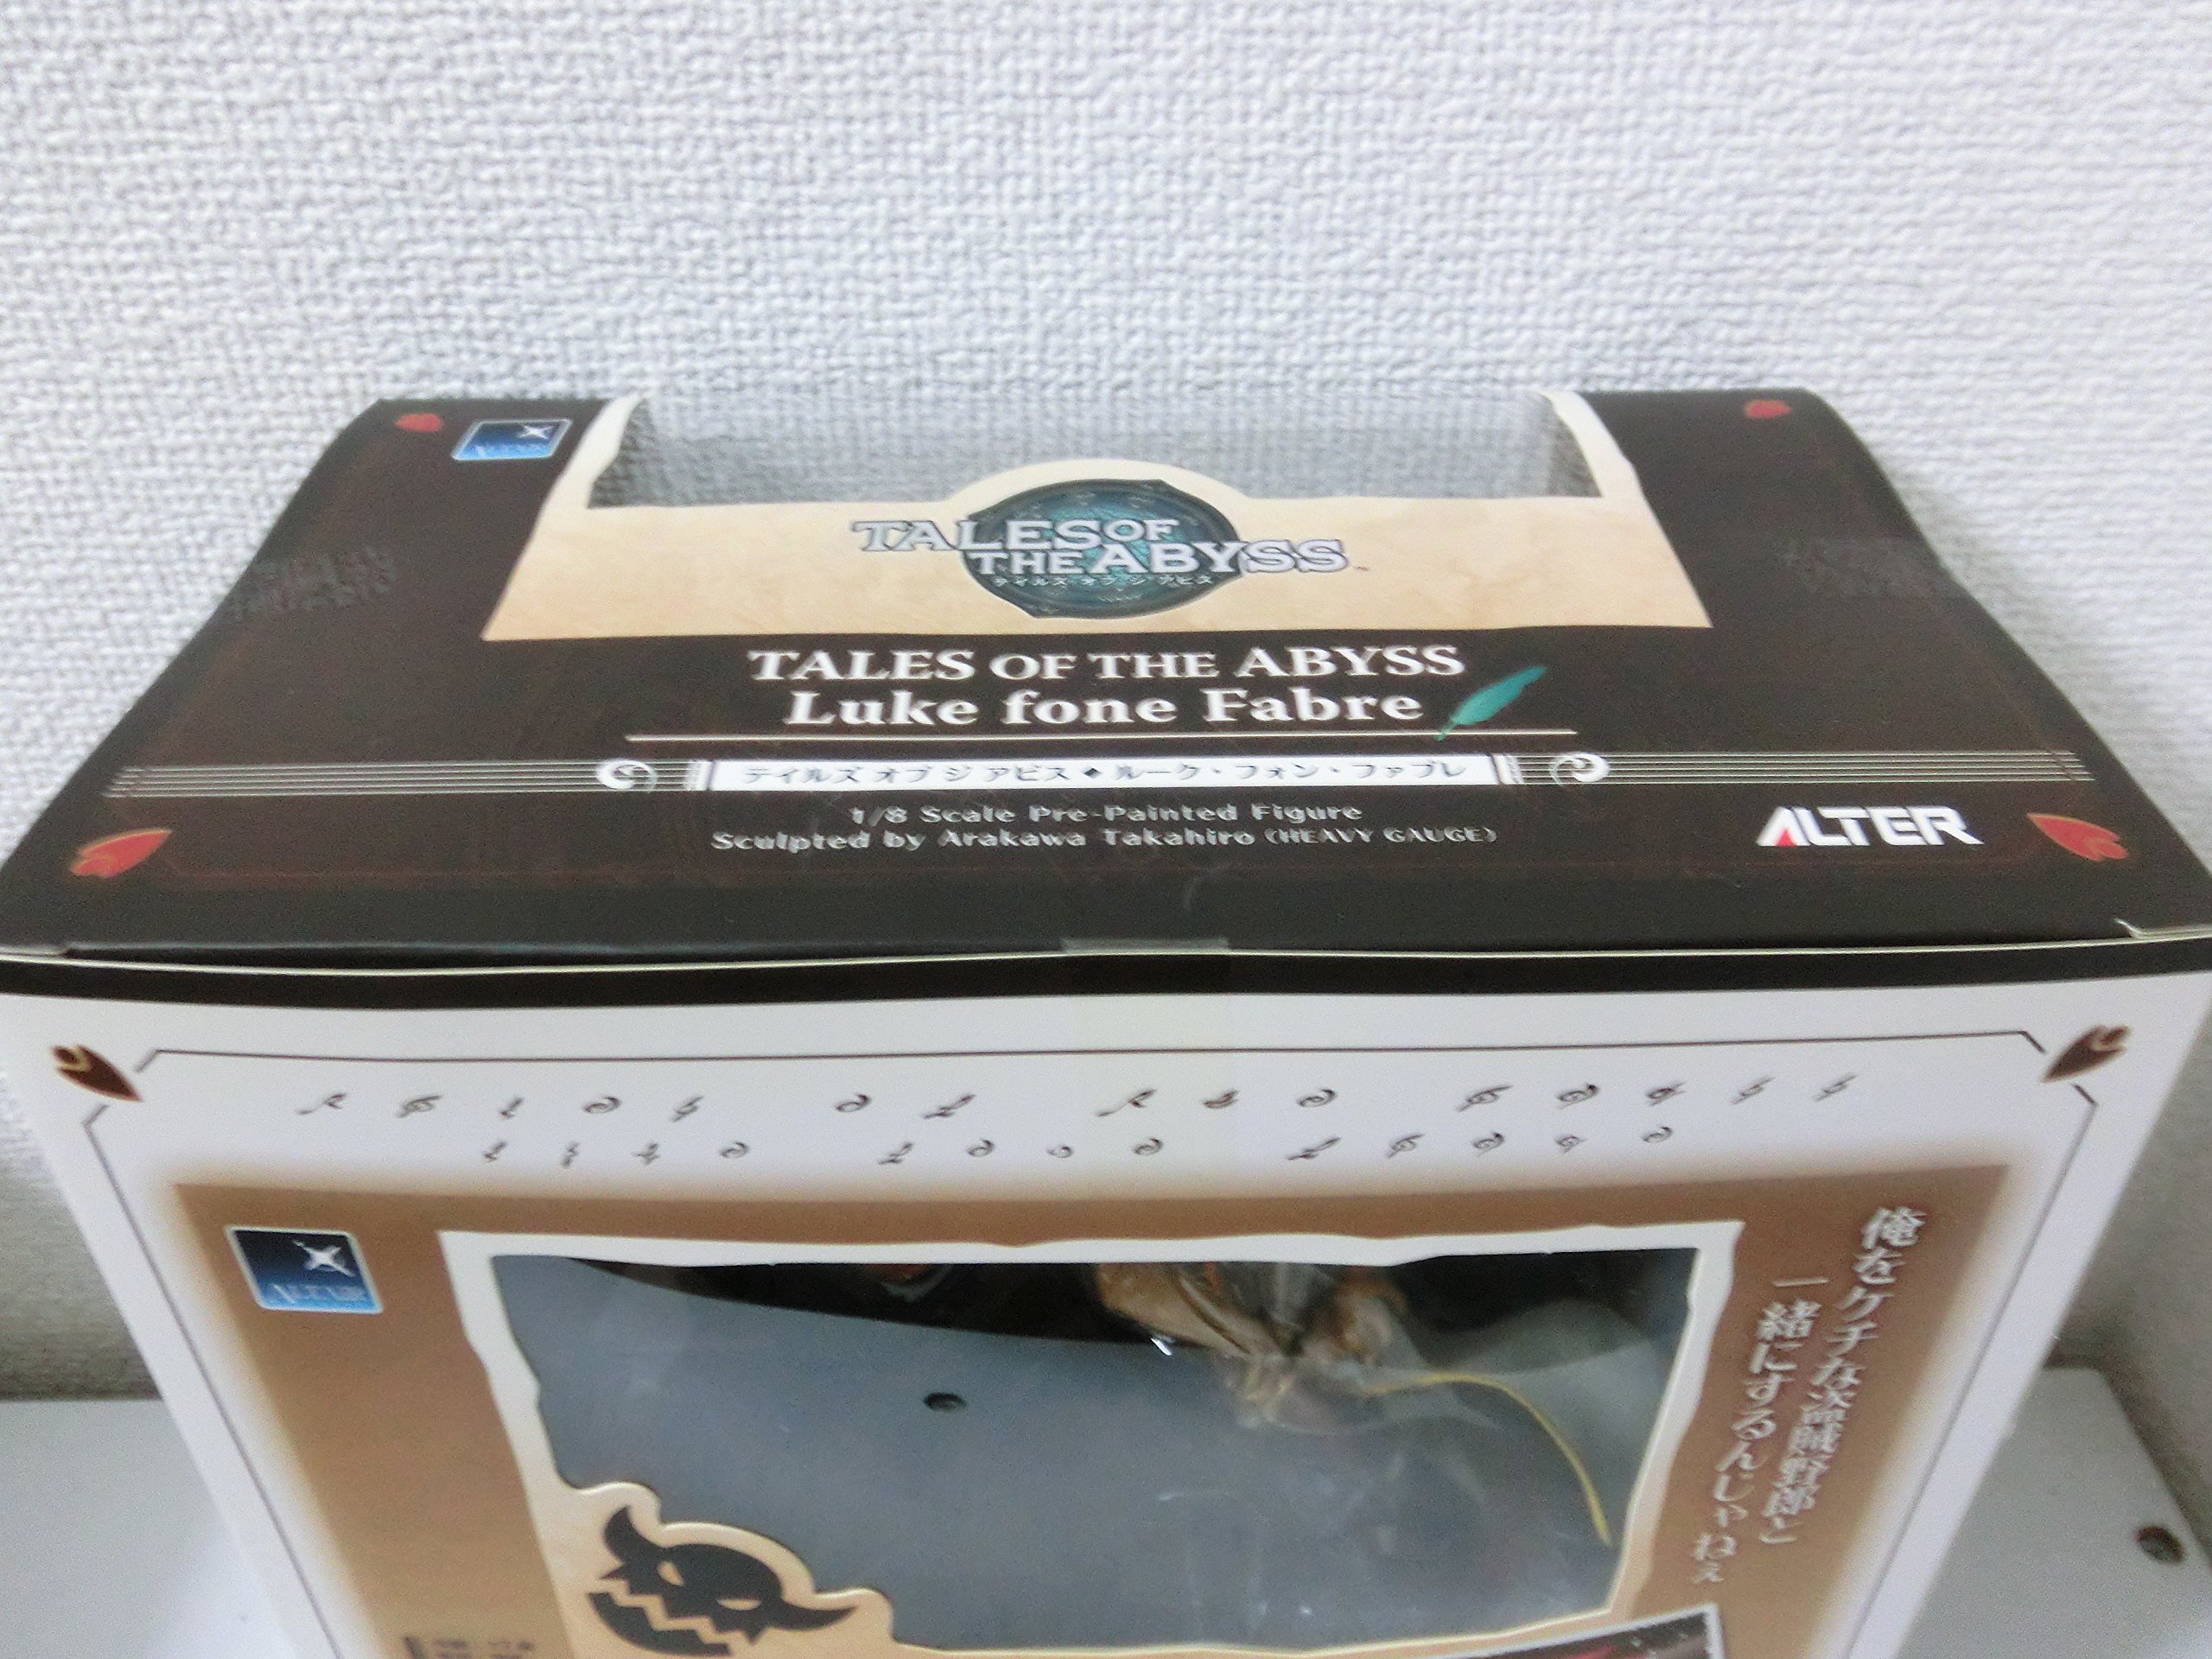 ALTAIR
TALES OF
THE ABYSS
テイルズ オブ ジ アビス
TALES OF THE ABYSS
Luke fone Fabre
テイルズ オブ ジ アビス◆ルーク・フォン・ファブレ
1/8 Scale Pre-Painted Figure
Sculpted by Arakawa Takahiro (HEAVY GAUGE)
ALTER
ALTAIR
俺をケチな盗賊野郎と
一緒にするんじゃねぇ